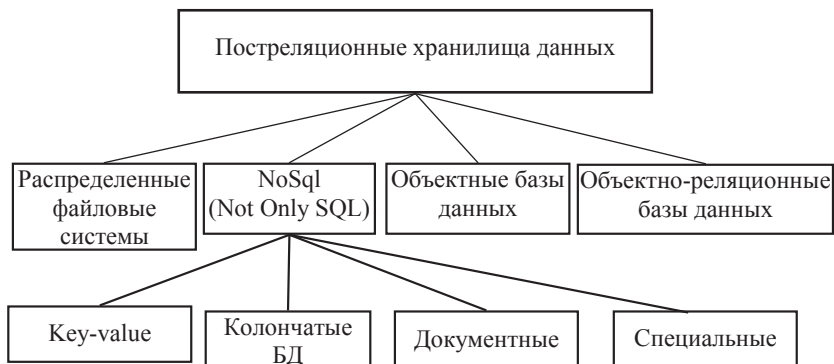 Постреляционные хранилища данных
Распределенные
файловые
системы
NoSql
(Not Only SQL)
Объектные базы
данных
Объектно-реляционные
базы данных
Key-value
Колончатые
БД
Документные
Специальные